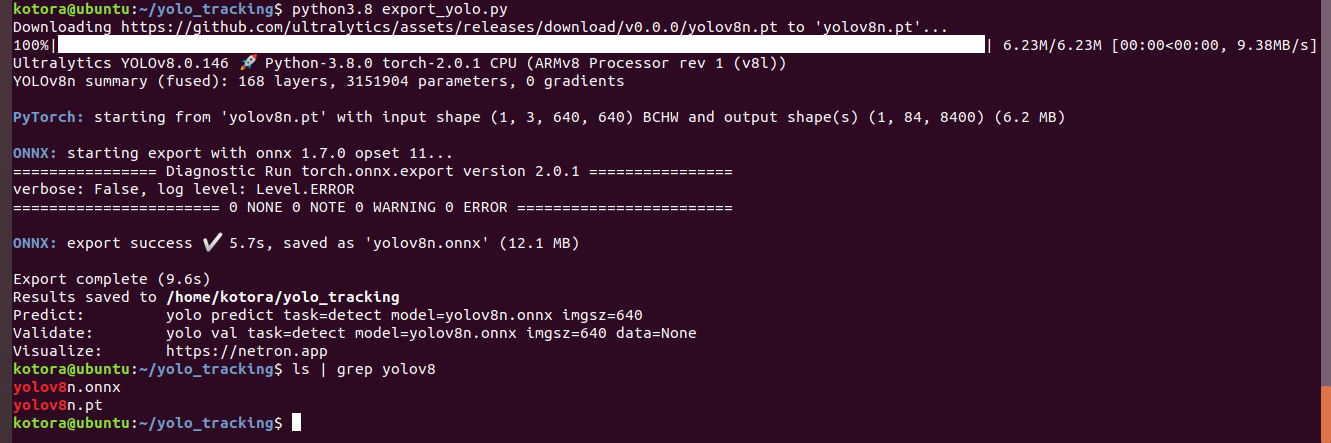 kotora@ubuntu:~/yolo_tracking$ python3.8 export_yolo.py
Downloading https://github.com/ultralytics/assets/releases/download/v0.0.0/yolov8n.pt to 'yolov8n.pt'...
100%|██████████| 6.23M/6.23M [00:00<00:00, 9.38MB/s]
Ultralytics YOLOv8.0.146 🚀 Python-3.8.0 torch-2.0.1 CPU (ARMv8 Processor rev 1 (v8l))
YOLOv8n summary (fused): 168 layers, 3151904 parameters, 0 gradients
PyTorch: starting from 'yolov8n.pt' with input shape (1, 3, 640, 640) BCHW and output shape(s) (1, 84, 8400) (6.2 MB)
ONNX: starting export with onnx 1.7.0 opset 11...
================ Diagnostic Run torch.onnx.export version 2.0.1 ================
verbose: False, log level: Level.ERROR
======================= 0 NONE 0 NOTE 0 WARNING 0 ERROR ========================
ONNX: export success ✔ 5.7s, saved as 'yolov8n.onnx' (12.1 MB)
Export complete (9.6s)
Results saved to /home/kotora/yolo_tracking
Predict: yolo predict task=detect model=yolov8n.onnx imgsz=640
Validate: yolo val task=detect model=yolov8n.onnx imgsz=640 data=None
Visualize: https://netron.app
kotora@ubuntu:~/yolo_tracking$ ls | grep yolov8
yolov8n.onnx
yolov8n.pt
kotora@ubuntu:~/yolo_tracking$